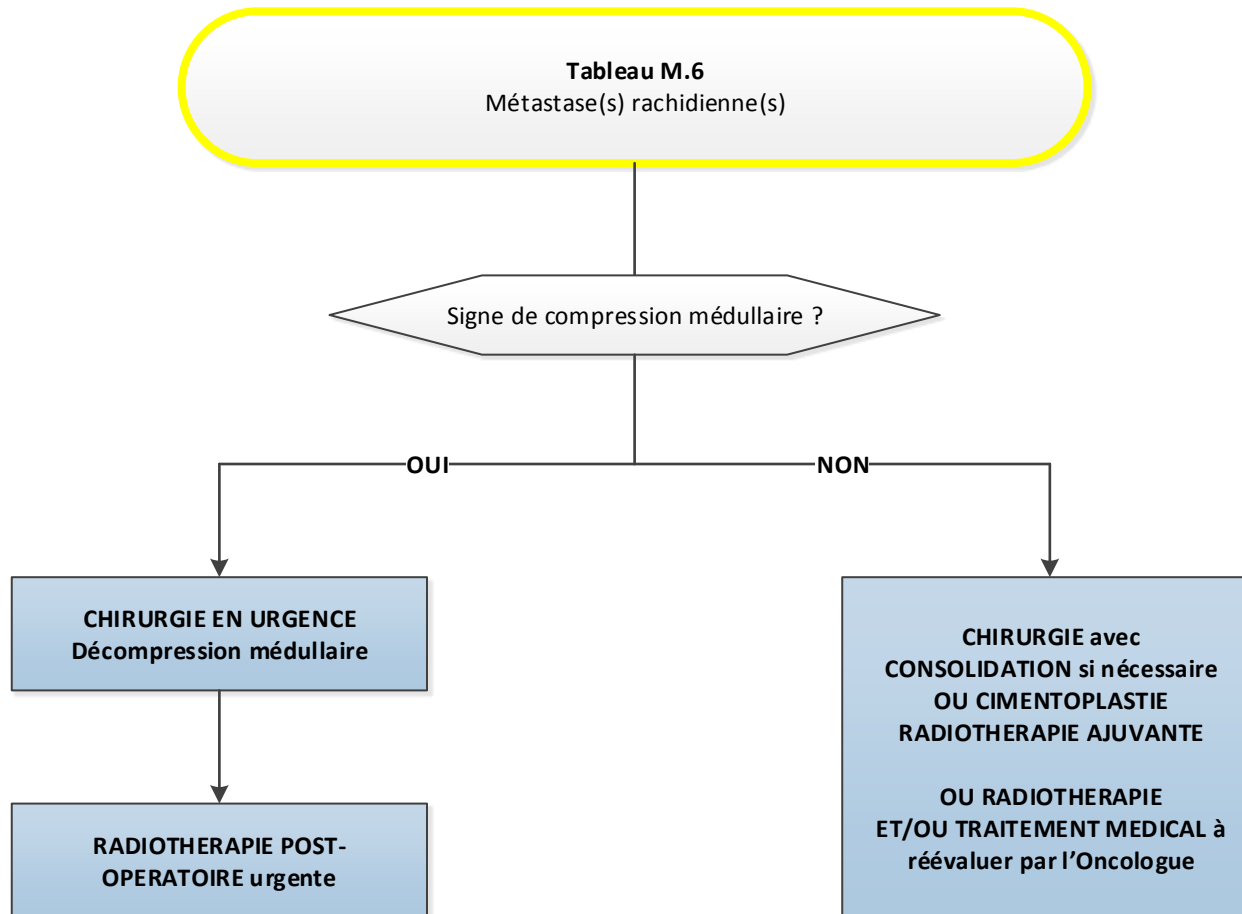 Tableau M.6
Métastase(s) rachidienne(s)
Signe de compression médullaire ?
OUI
NON
CHIRURGIE EN URGENCE
Décompression médullaire
RADIOTHERAPIE POST-
OPERATOIRE urgente
CHIRURGIE avec
CONSOLIDATION si nécessaire
OU CIMENTOPLASTIE
RADIOTHERAPIE AJUVANTE
OU RADIOTHERAPIE
ET/OU TRAITEMENT MEDICAL à
réévaluer par l’Oncologue